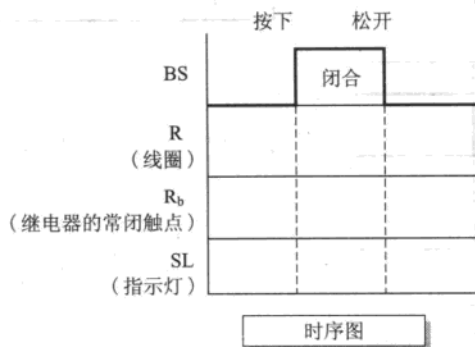 按下 松开
BS
闭合
R
(线圈)
R_b
(继电器的常闭触点)
SL
(指示灯)
时序图